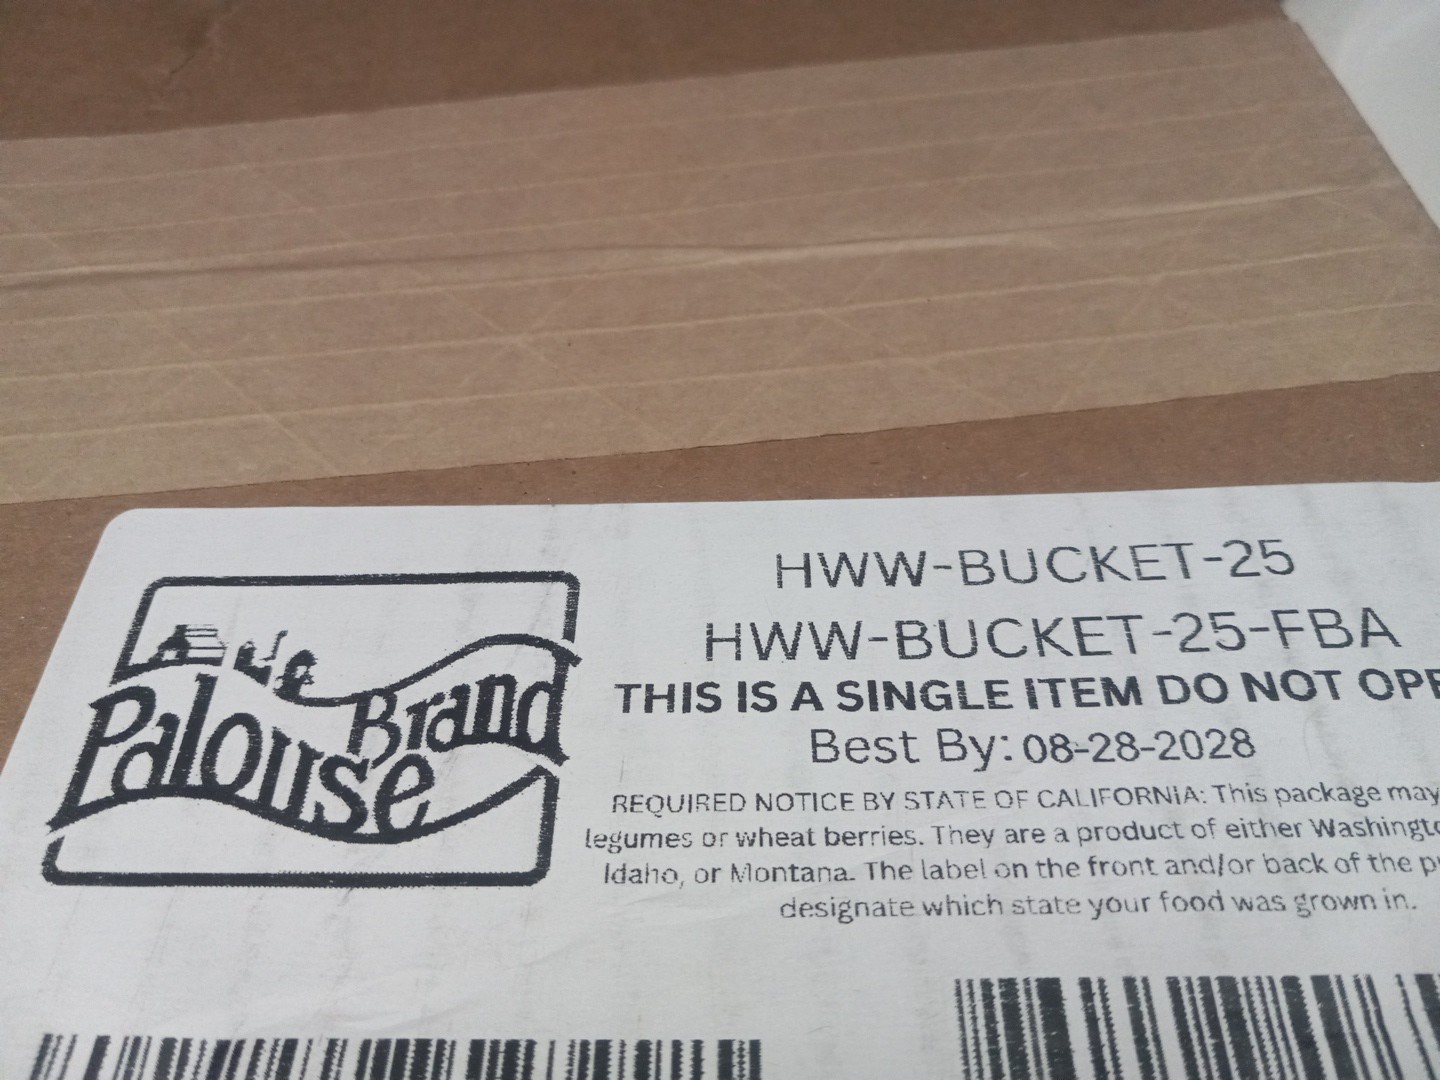 Palouse Brand
HWW-BUCKET-25
HWW-BUCKET-25-FBA
THIS IS A SINGLE ITEM DO NOT
Best By: 08-28-2028
REQUIRED NOTICE BY STATE OF CALIFORNIA: This package may
legumes or wheat berries. They are a product of either
Idaho, or Montana. The label on the front and/or back of the
designate which state your food was grown in.